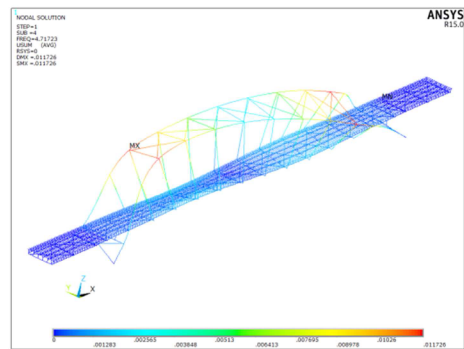 1
NODAL SOLUTION
STEP=1
SUB =4
FREQ=4.71723
USUM (AVG)
RSYS=0
DMX =.011726
SMX =.011726
ANSYS
R15.0
MN
MX
Z
Y X
0 .002565 .00513 .007695 .01026
.001283 .003848 .006413 .008978 .011726